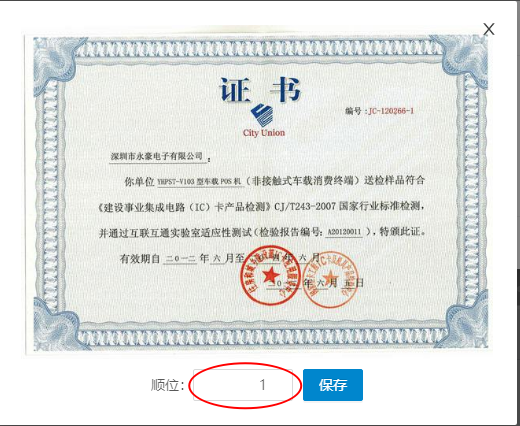 X
证 书
City Union
编号:JC-120266-1
深圳市永豪电子有限公司:
你单位 YHPST-V103 型车载 POS 机(非接触式车载消费终端)送检样品符合
《建设事业集成电路(IC)卡产品检测》CJ/T243-2007 国家行业标准检测,
并通过互联互通实验室适应性测试(检验报告编号:A20120011),特颁此证。
有效期自 二0一二 年 六 月至 年 六 月
年 六 月 日
顺位: 1 保存